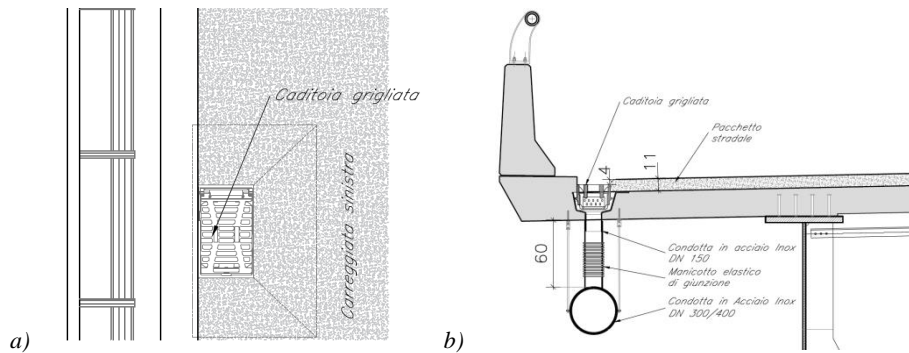 Caditoia grigliata
Carreggiata sinistra
a)
Caditoia grigliata
Pacchetto
stradale
4
11
60
Condotta in acciaio Inox
DN 150
Manicotto elastico
di giunzione
Condotta in Acciaio Inox
DN 300/400
b)